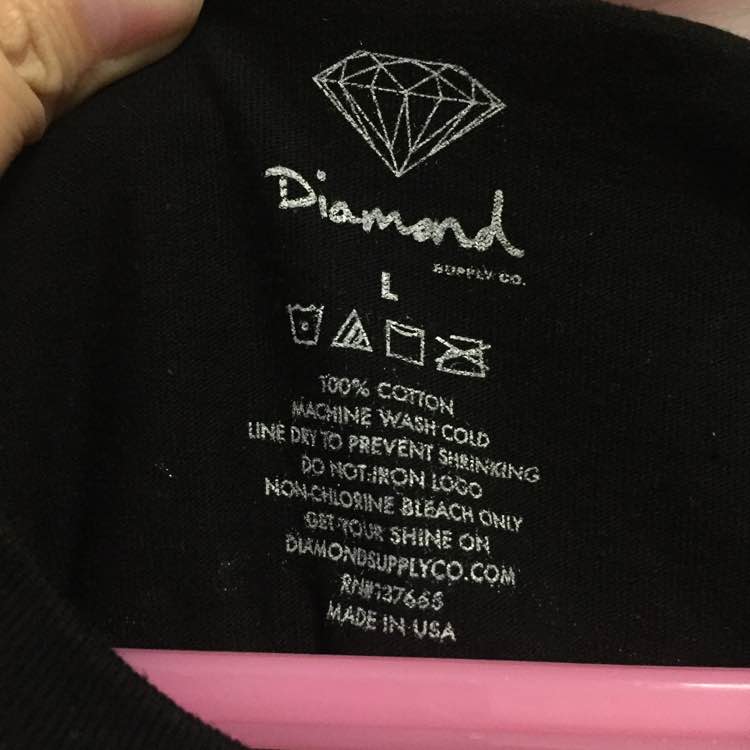 Diamond
SUPPLY CO.
L
100% COTTON
MACHINE WASH COLD
LINE DRY TO PREVENT SHRINKING
DO NOT IRON LOGO
NON-CHLORINE BLEACH ONLY
GET YOUR SHINE ON
DIAMONDSUPPLYCO.COM
RN#137665
MADE IN USA